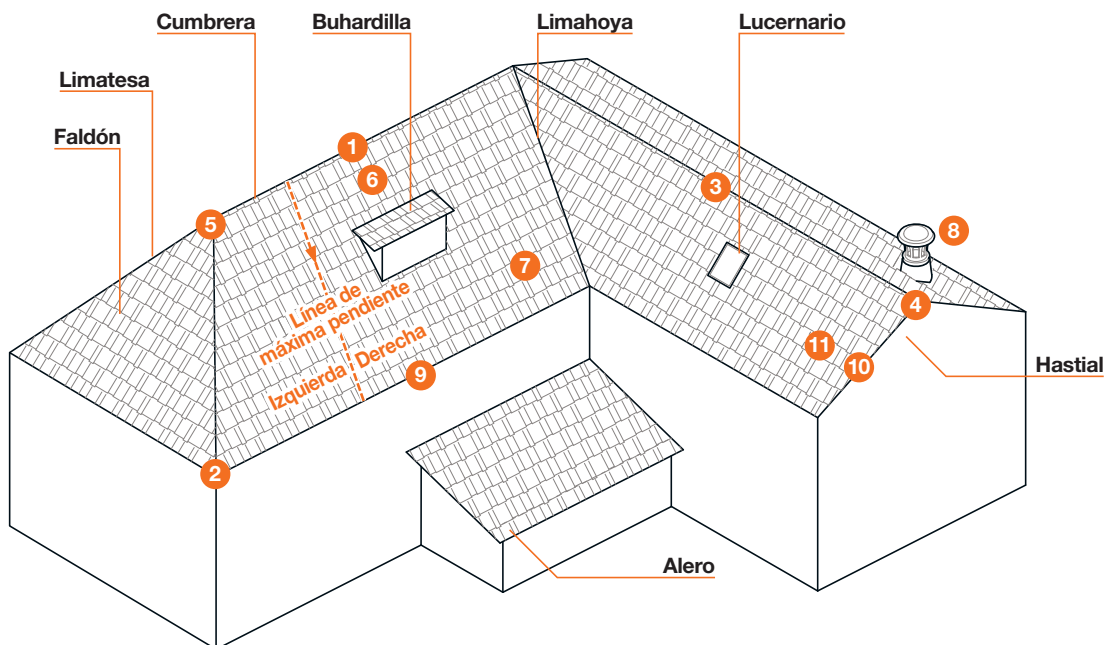 Cumbrera
Buhardilla
Limahoya
Lucernario
Limatesa
Faldón
1
6
3
5
8
7
Línea de
máxima pendiente
4
Izquierda
Derecha
11
10
9
Hastial
2
Alero